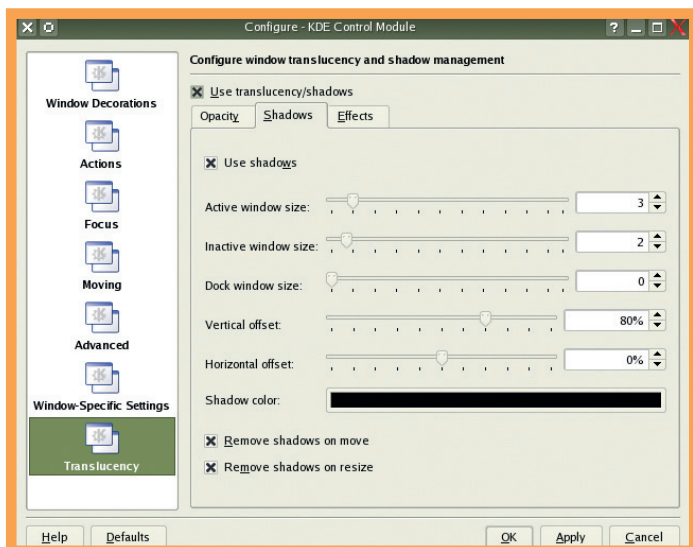 Configure - KDE Control Module
Window Decorations
Actions
Focus
Moving
Advanced
Window-Specific Settings
Translucency
Configure window translucency and shadow management
Use translucency/shadows
Opacity Shadows Effects
Use shadows
Active window size: 3
Inactive window size: 2
Dock window size: 0
Vertical offset: 80%
Horizontal offset: 0%
Shadow color:
Remove shadows on move
Remove shadows on resize
Help Defaults OK Apply Cancel